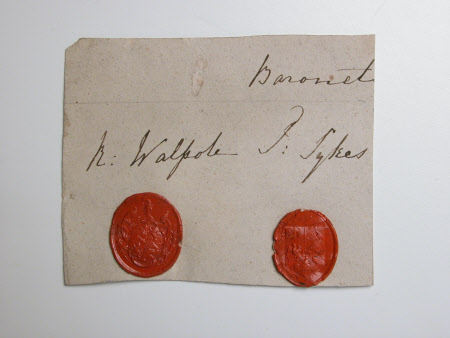 Baronet
R: Walpole P: Sykes